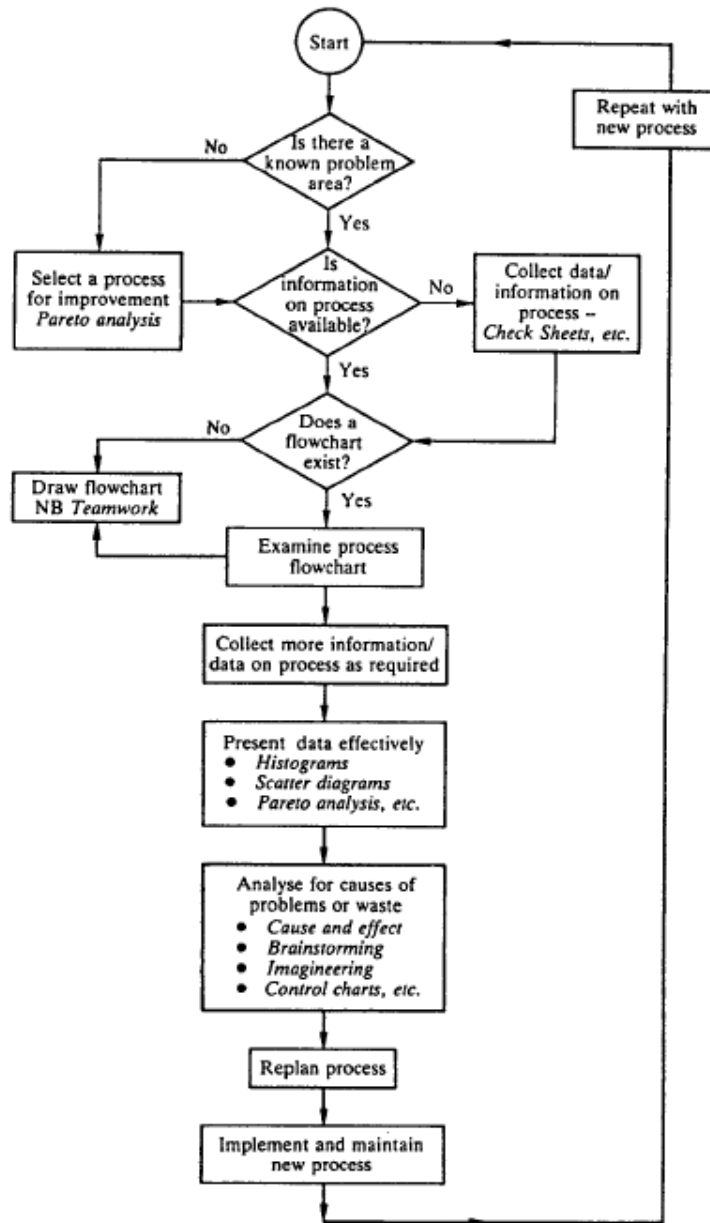 Start
Repeat with
new process
Is there a
known problem
area?
No
Yes
Select a process
for improvement
Pareto analysis
Is
information
on process
available?
No
Collect data/
information on
process –
Check Sheets, etc.
Yes
Does a
flowchart
exist?
No
Draw flowchart
NB Teamwork
Yes
Examine process
flowchart
Collect more information/
data on process as required
Present data effectively
● Histograms
● Scatter diagrams
● Pareto analysis, etc.
Analyse for causes of
problems or waste
● Cause and effect
● Brainstorming
● Imagineering
● Control charts, etc.
Replan process
Implement and maintain
new process